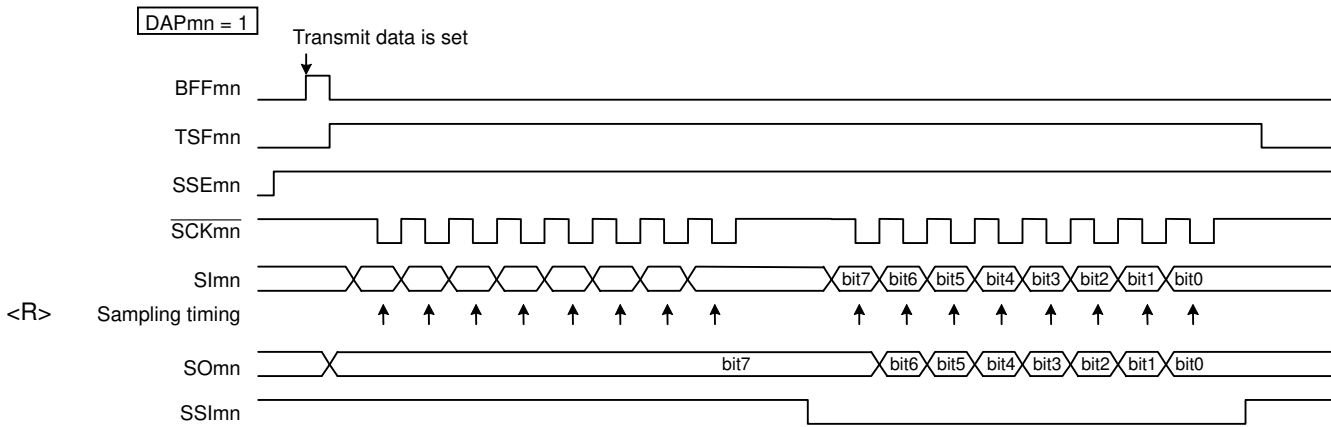 DAPmn = 1
Transmit data is set
BFFmn
TSFmn
SSEmn
SCKmn
SImn bit7 bit6 bit5 bit4 bit3 bit2 bit1 bit0
<R> Sampling timing
SOmn bit7 bit6 bit5 bit4 bit3 bit2 bit1 bit0
SSImn